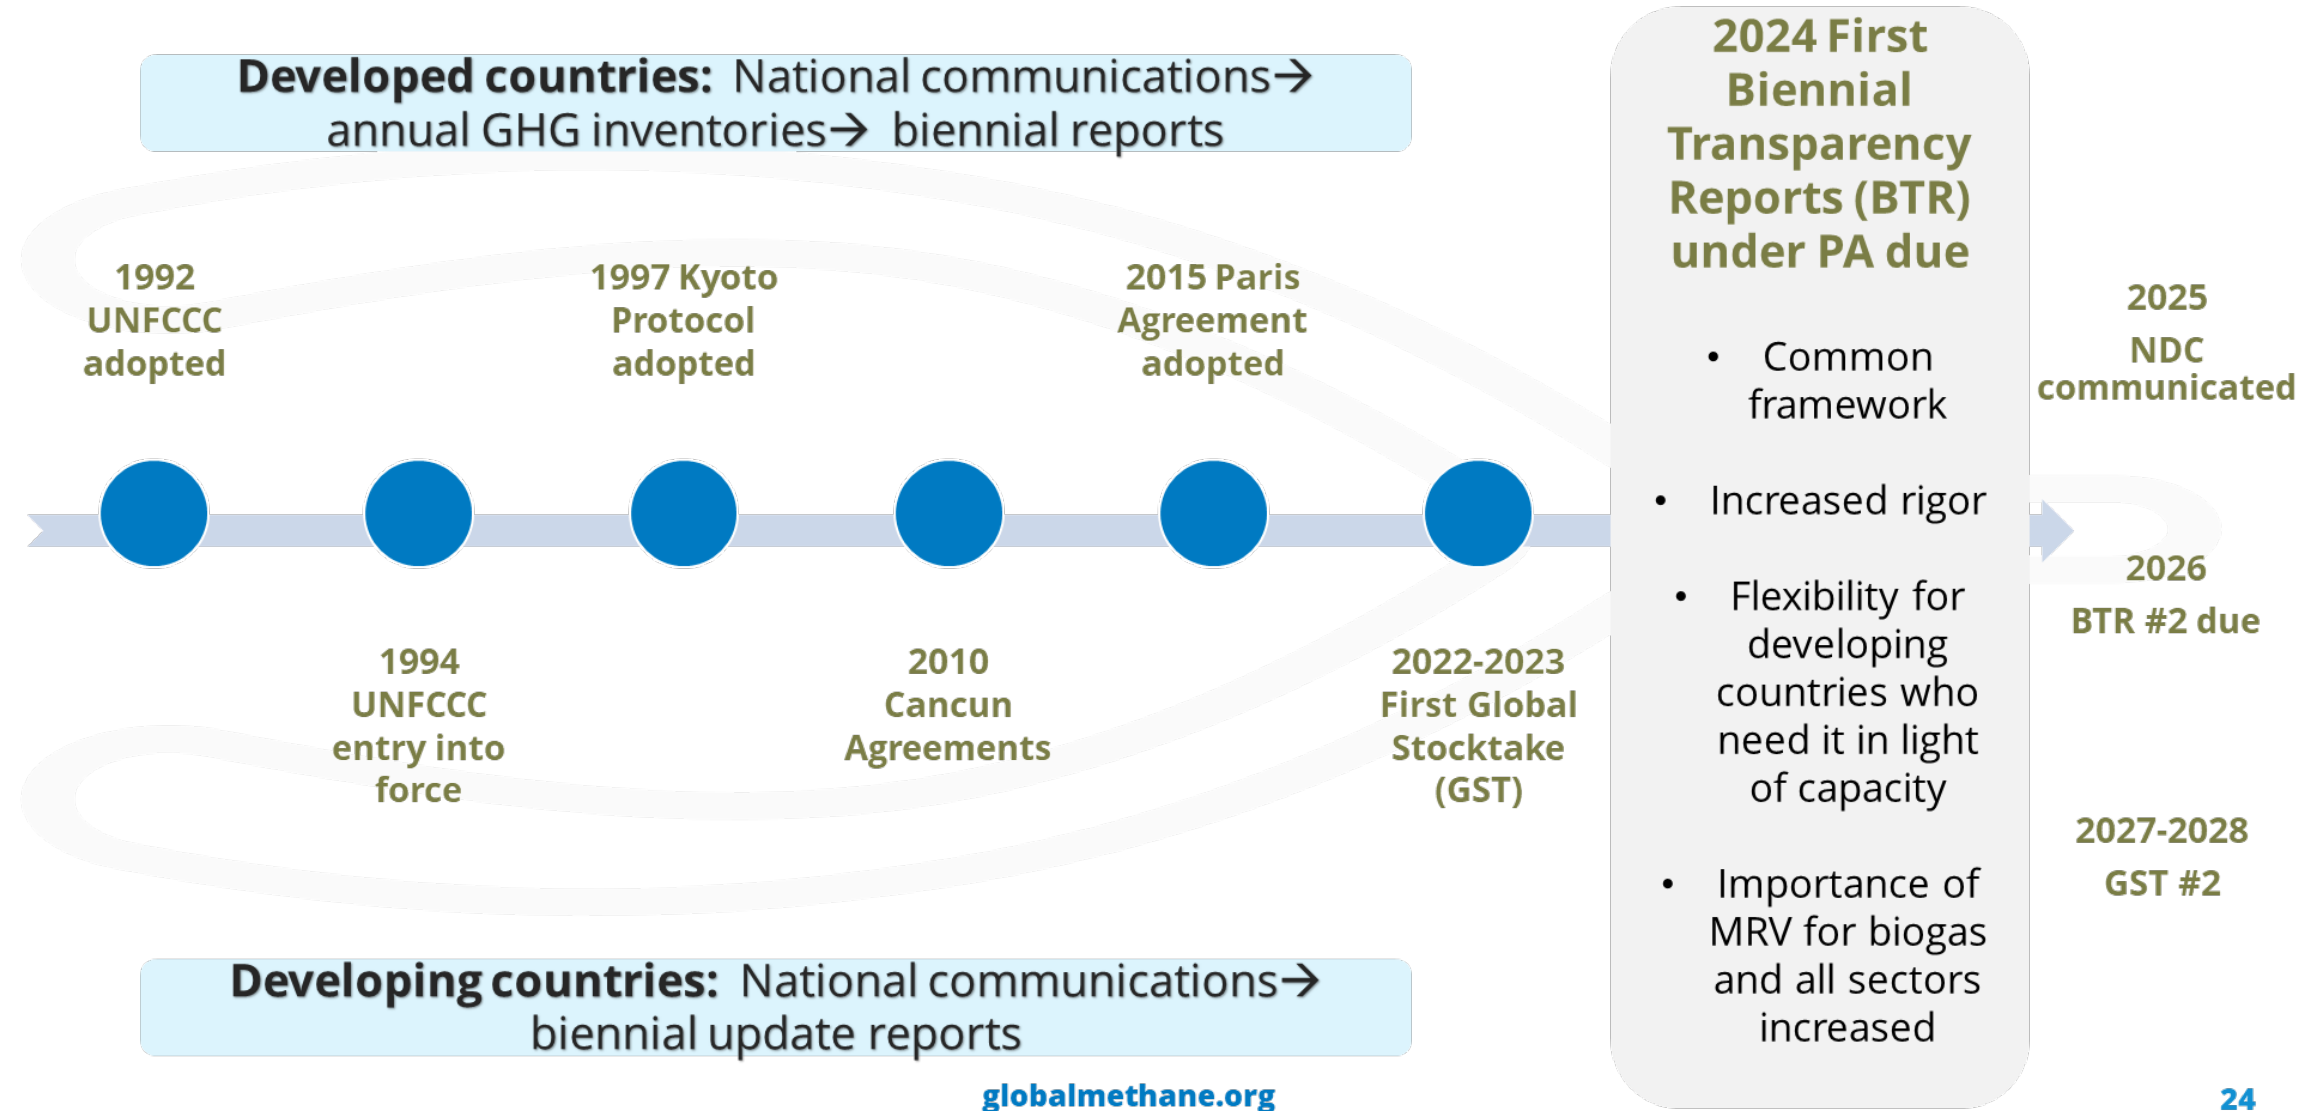 Developed countries: National communications→
annual GHG inventories→ biennial reports
1992
UNFCCC
adopted
1997 Kyoto
Protocol
adopted
2015 Paris
Agreement
adopted
1994
UNFCCC
entry into
force
2010
Cancun
Agreements
2022-2023
First Global
Stocktake
(GST)
Developing countries: National communications→
biennial update reports
2024 First
Biennial
Transparency
Reports (BTR)
under PA due
• Common
framework
• Increased rigor
• Flexibility for
developing
countries who
need it in light
of capacity
• Importance of
MRV for biogas
and all sectors
increased
2025
NDC
communicated
2026
BTR #2 due
2027-2028
GST #2
globalmethane.org
24